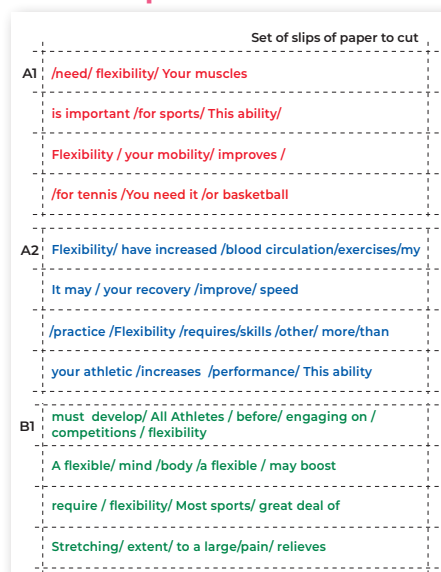 Set of slips of paper to cut
A1 /need/ flexibility/ Your muscles
is important /for sports/ This ability/
Flexibility / your mobility/ improves /
/for tennis /You need it /or basketball
A2 Flexibility/ have increased /blood circulation/exercises/my
It may / your recovery /improve/ speed
/practice /Flexibility /requires/skills /other/ more/than
your athletic /increases /performance/ This ability
B1 must develop/ All Athletes / before/ engaging on /
competitions / flexibility
A flexible/ mind /body /a flexible / may boost
require / flexibility/ Most sports/ great deal of
Stretching/ extent/ to a large/pain/ relieves